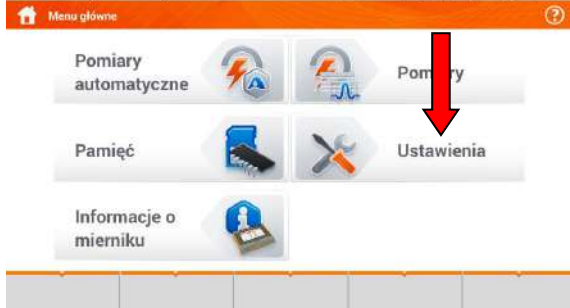 Menu główne
Pomiary
automatyczne
Pamięć
Ustawienia
Informacje o
mierniku